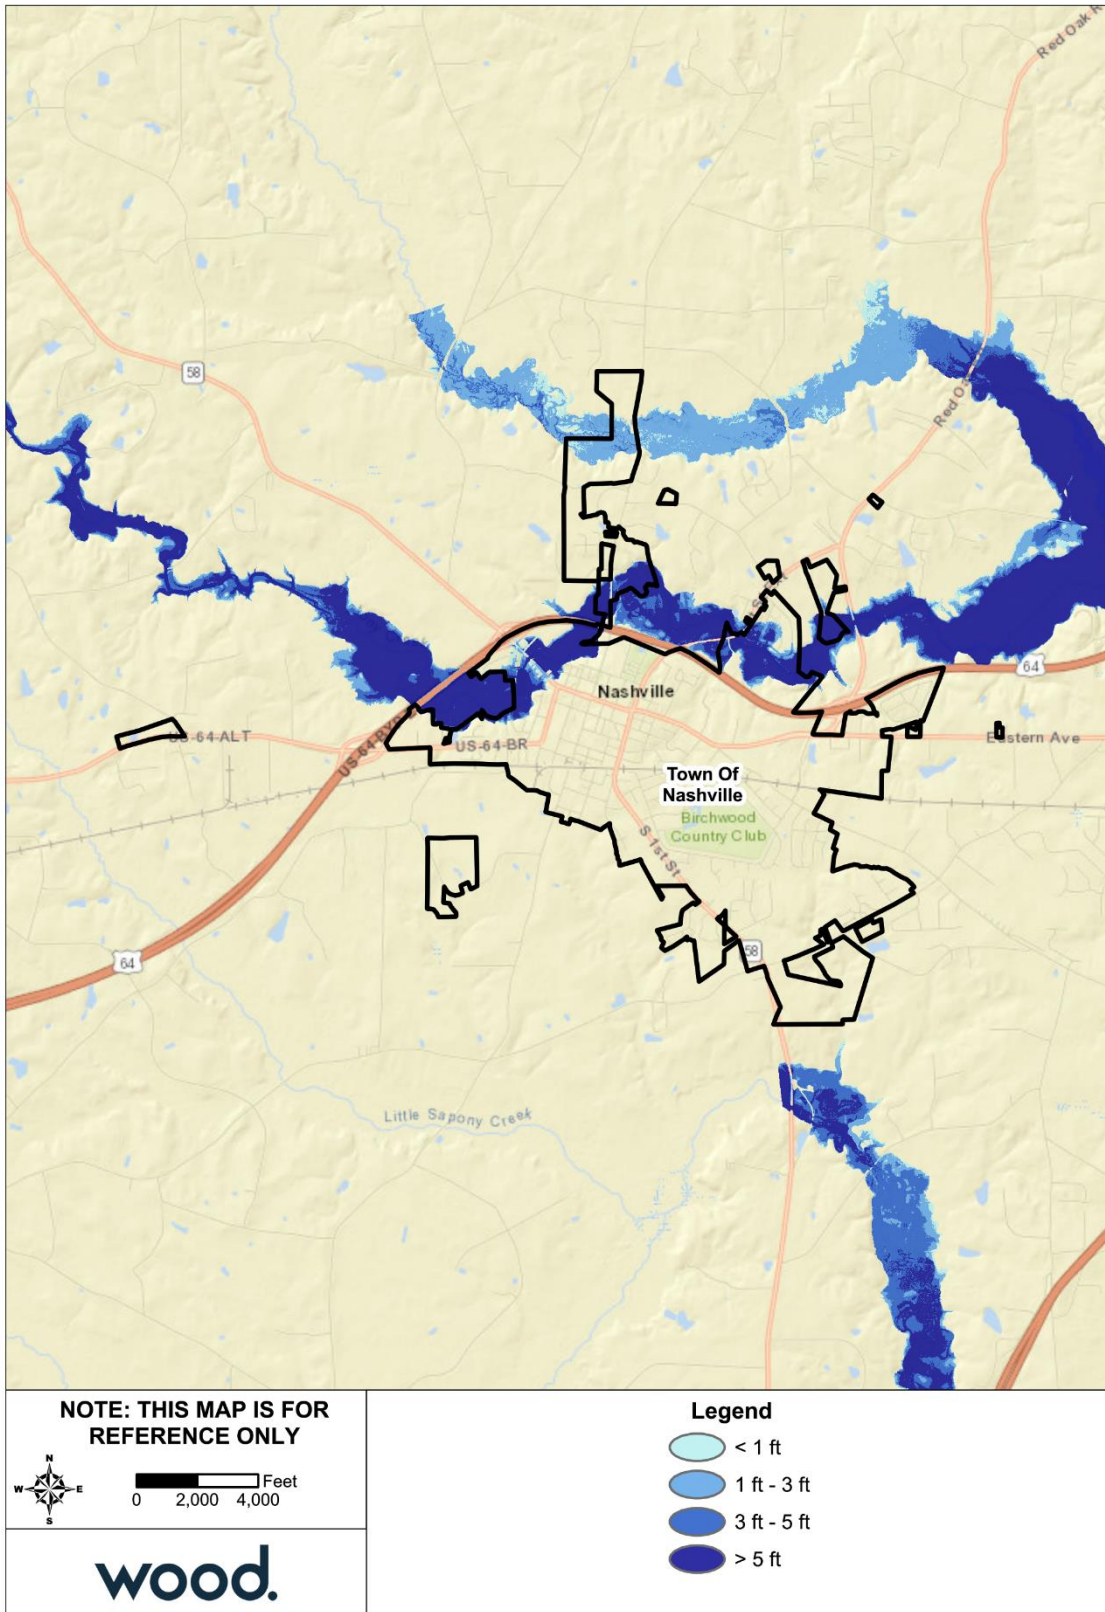 Red Oak R
58
Red Oa
64
Nashville
US-64-ALT
US-64-BY
US-64-BR
Eastern Ave
Town Of
Nashville
Birchwood
Country Club
S 1st St
58
64
Little Sapony Creek
NOTE: THIS MAP IS FOR
REFERENCE ONLY
N
W E
S
Feet
0 2,000 4,000
wood.
Legend
< 1 ft
1 ft - 3 ft
3 ft - 5 ft
> 5 ft